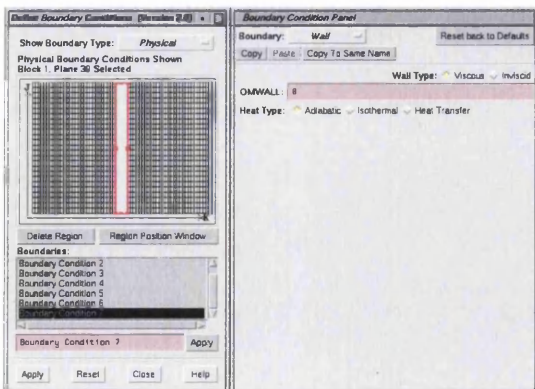 Define Boundary Conditions (Version 2.0)
Show Boundary Type: Physical
Physical Boundary Conditions Shown
Block 1, Plane 36 Selected
Delete Region
Region Position Window
Boundaries:
Boundary Condition 2
Boundary Condition 3
Boundary Condition 4
Boundary Condition 5
Boundary Condition 6
Boundary Condition 7
Apply
Apply Reset Close Help
Boundary Condition Panel
Boundary: Wall
Reset back to Defaults
Copy Paste Copy To Same Name
Wall Type: Viscous Inviscid
OMWALL: 0
Heat Type: Adiabatic Isothermal Heat Transfer